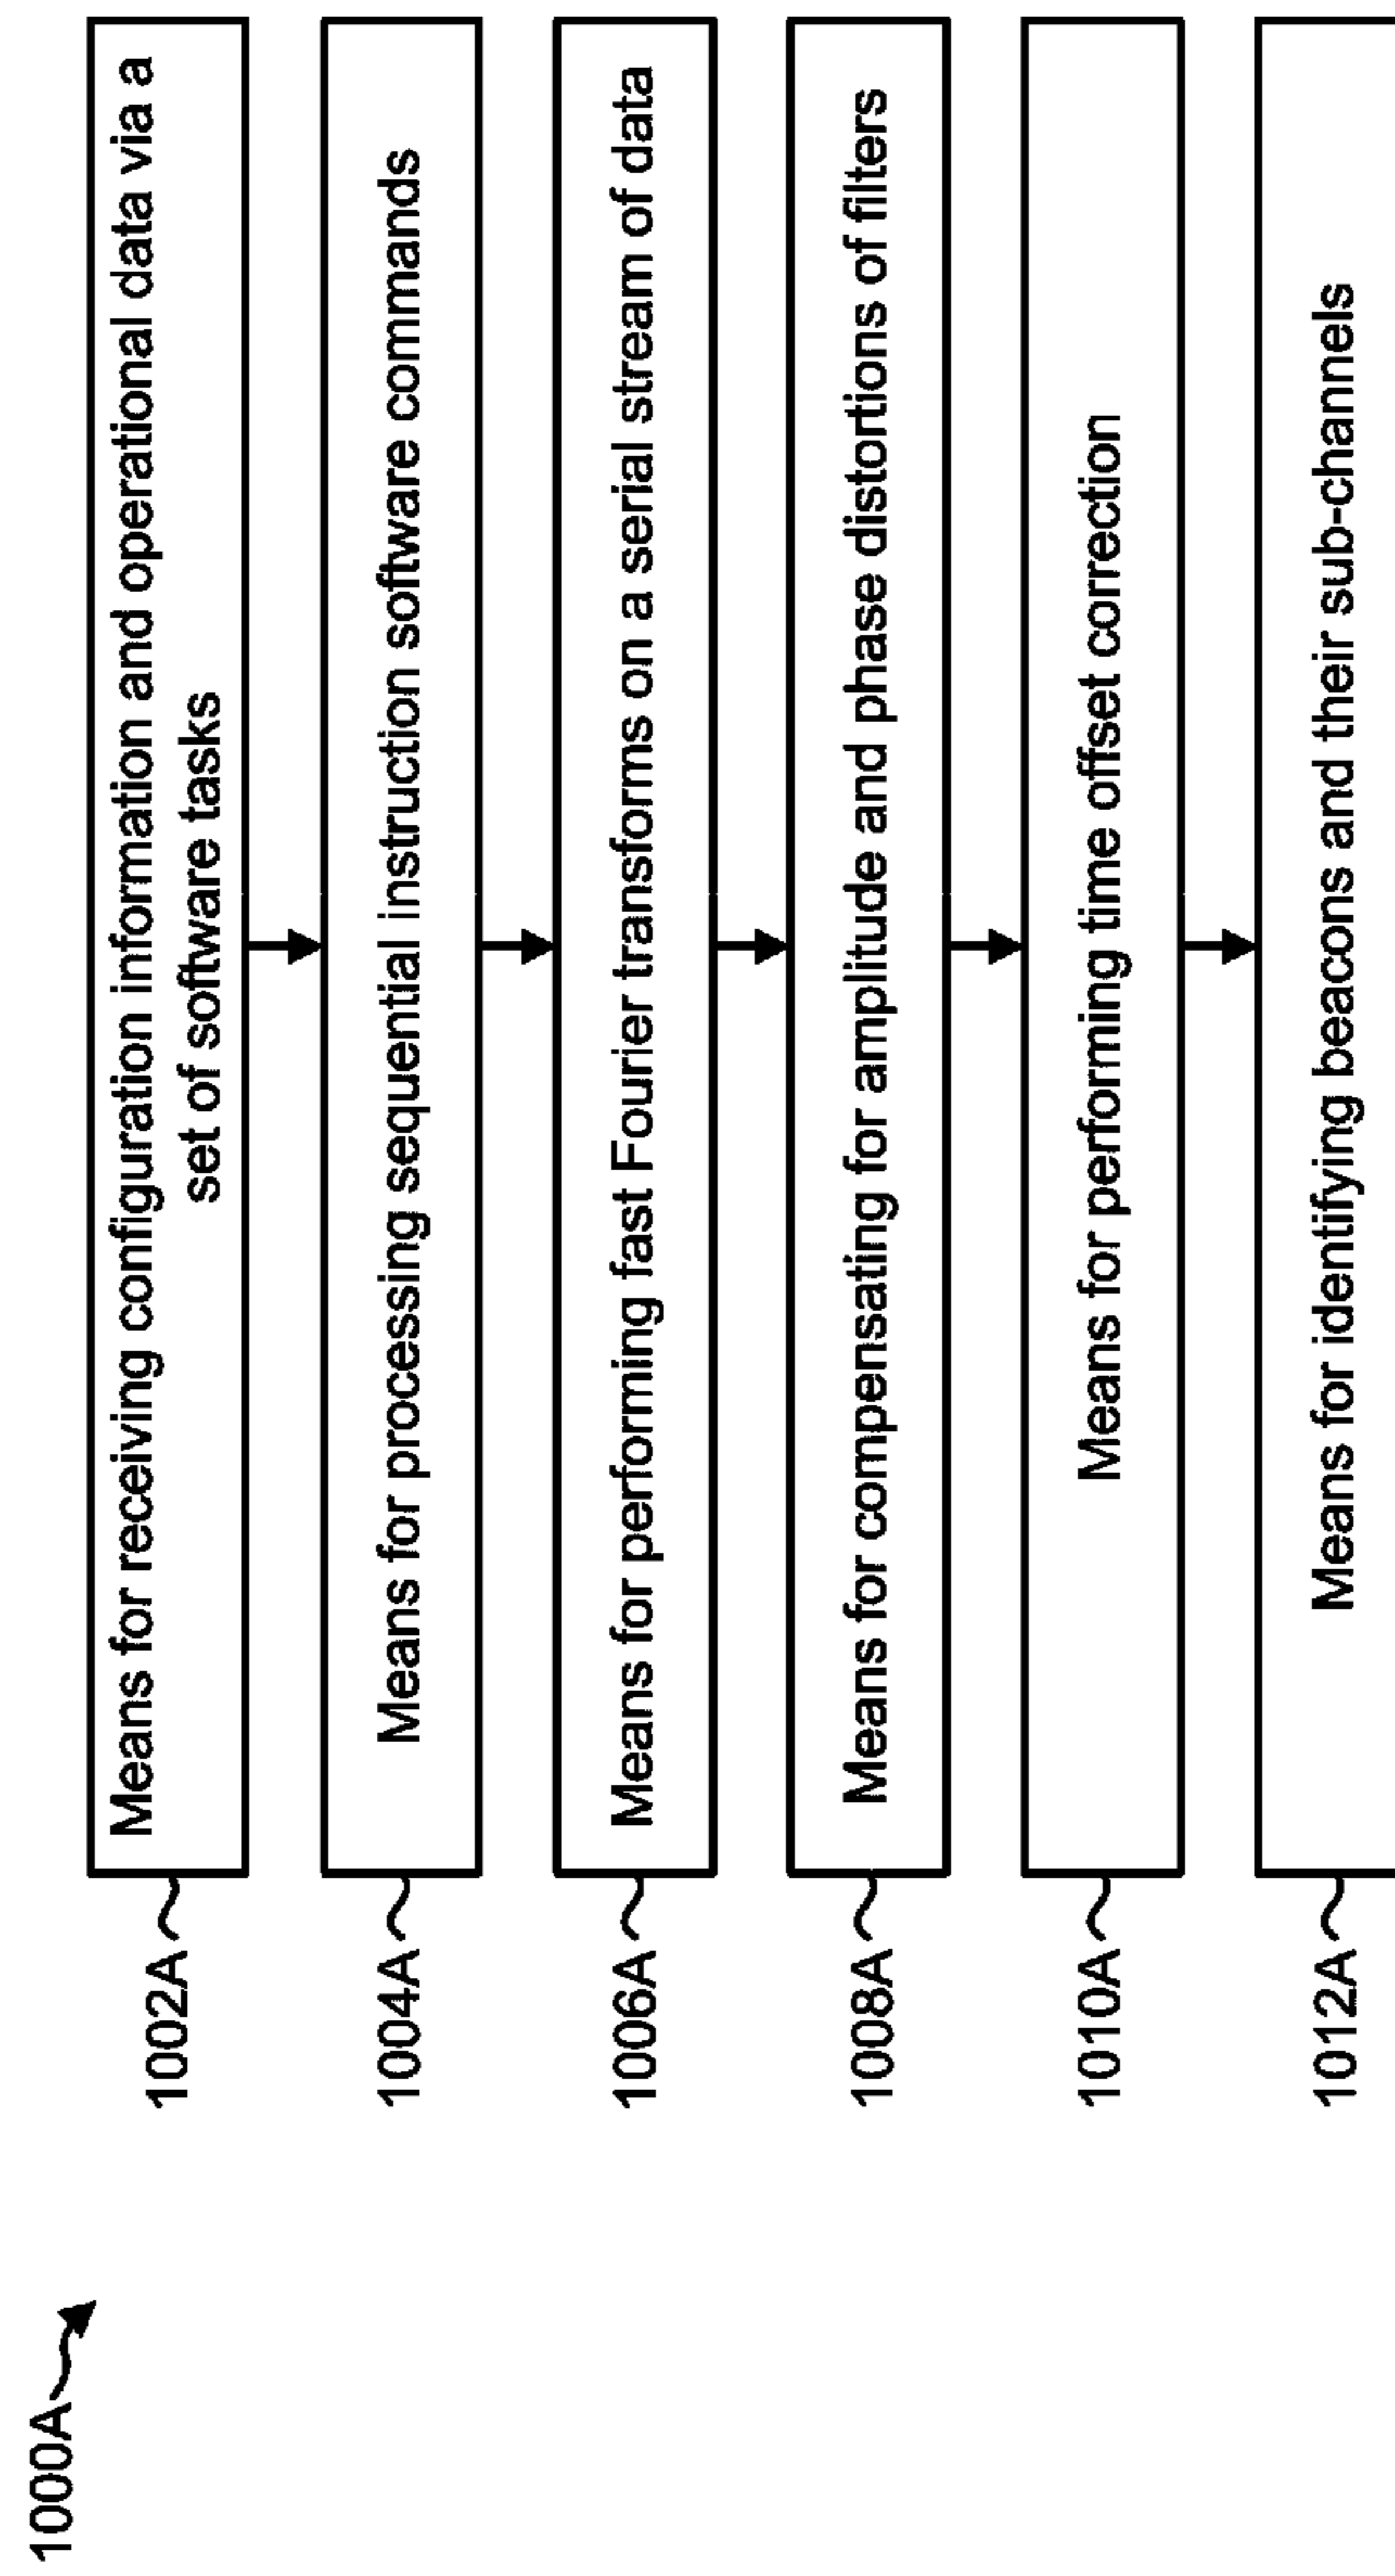 1000A
1002A
Means for receiving configuration information and operational data via a
set of software tasks
1004A
Means for processing sequential instruction software commands
1006A
Means for performing fast Fourier transforms on a serial stream of data
1008A
Means for compensating for amplitude and phase distortions of filters
1010A
Means for performing time offset correction
1012A
Means for identifying beacons and their sub-channels